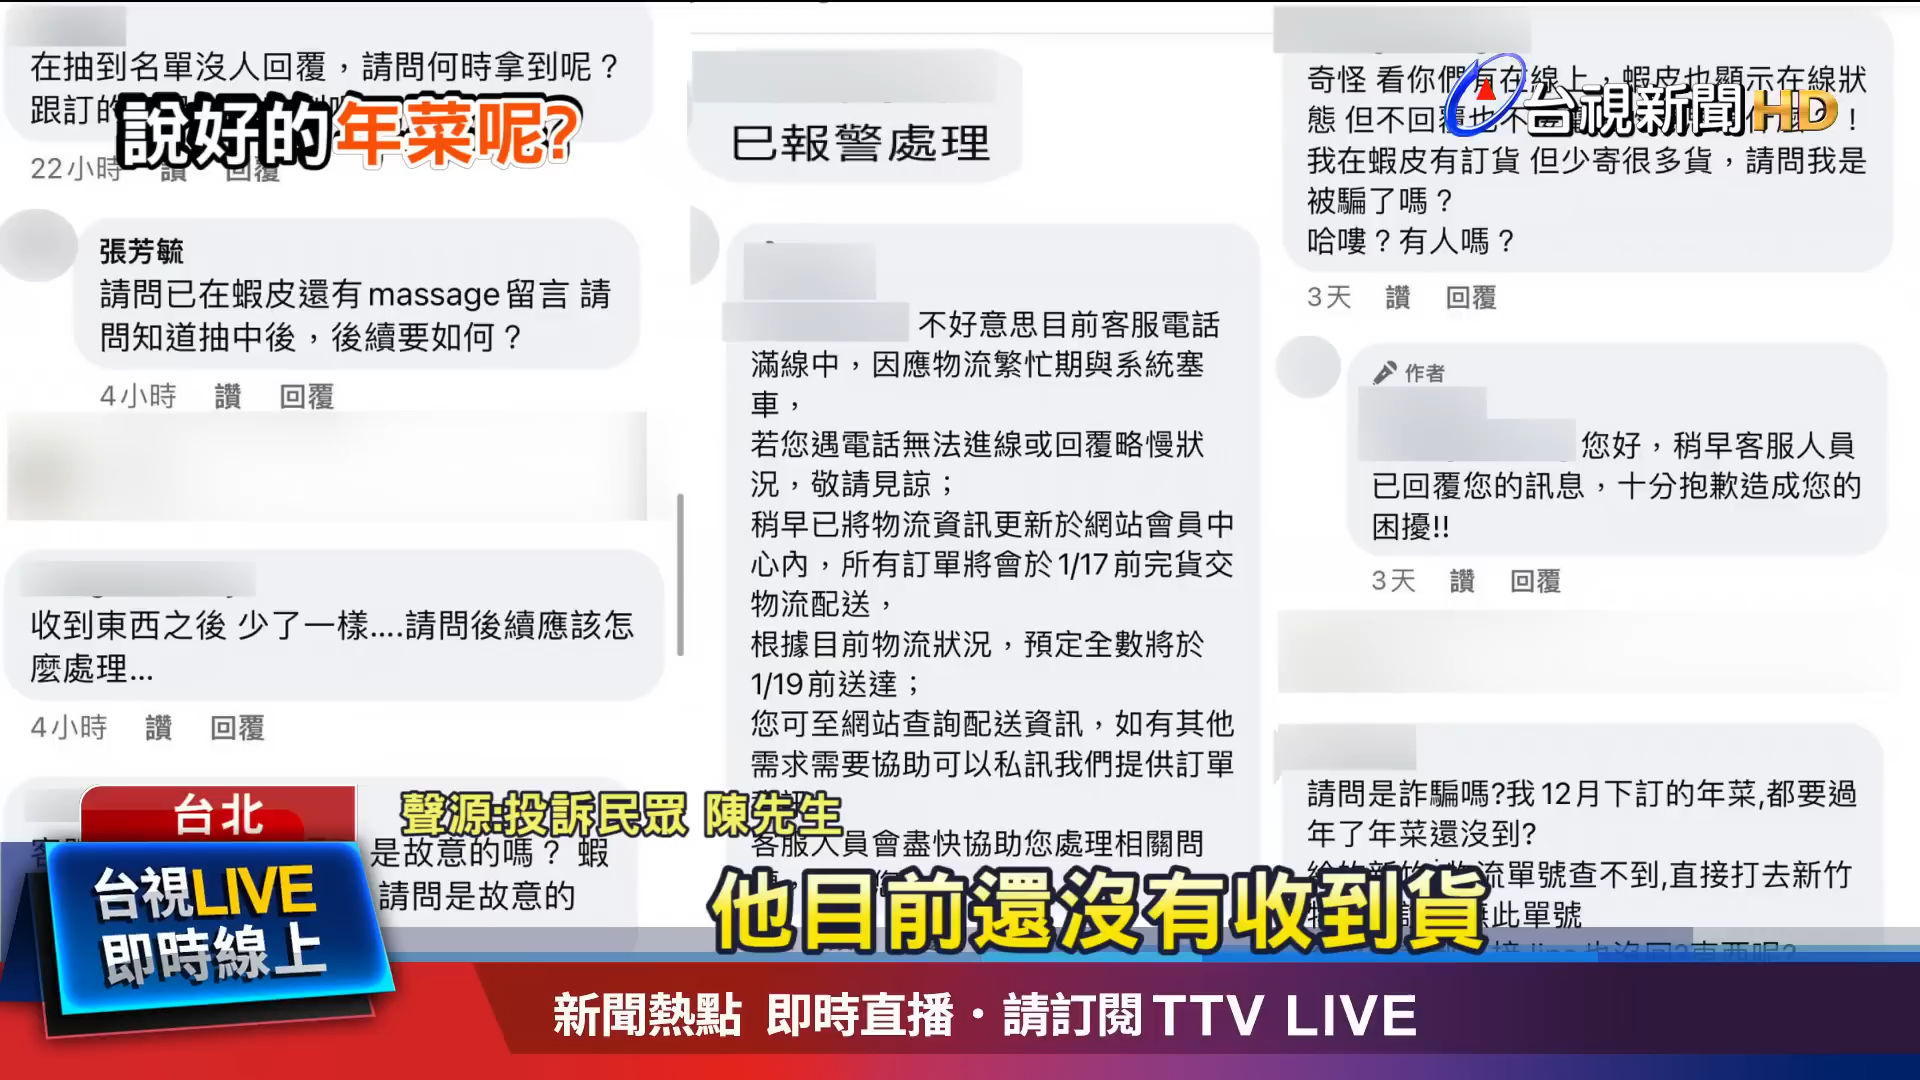 在抽到名單沒人回覆，請問何時拿到呢？
跟訂的
22小時 讚 回覆
說好的年菜呢?
張芳毓
請問已在蝦皮還有massage留言 請
問知道抽中後，後續要如何？
4小時 讚 回覆
收到東西之後 少了一樣....請問後續應該怎
麼處理...
4小時 讚 回覆
是故意的嗎？ 蝦
請問是故意的
已報警處理
不好意思目前客服電話
滿線中，因應物流繁忙期與系統塞
車，
若您遇電話無法進線或回覆略慢狀
況，敬請見諒；
稍早已將物流資訊更新於網站會員中
心內，所有訂單將會於1/17前完貨交
物流配送，
根據目前物流狀況，預定全數將於
1/19前送達；
您可至網站查詢配送資訊，如有其他
需求需要協助可以私訊我們提供訂單
客服人員會盡快協助您處理相關問
奇怪 看你們有在線上，蝦皮也顯示在線狀
態 但不回覆也不
我在蝦皮有訂貨 但少寄很多貨，請問我是
被騙了嗎？
哈嘍？有人嗎？
3天 讚 回覆
作者
您好，稍早客服人員
已回覆您的訊息，十分抱歉造成您的
困擾!!
3天 讚 回覆
請問是詐騙嗎?我12月下訂的年菜,都要過
年了年菜還沒到?
流單號查不到,直接打去新竹
此單號
台視新聞HD
台北
聲源:投訴民眾 陳先生
他目前還沒有收到貨
台視LIVE
即時線上
新聞熱點 即時直播・請訂閱TTV LIVE